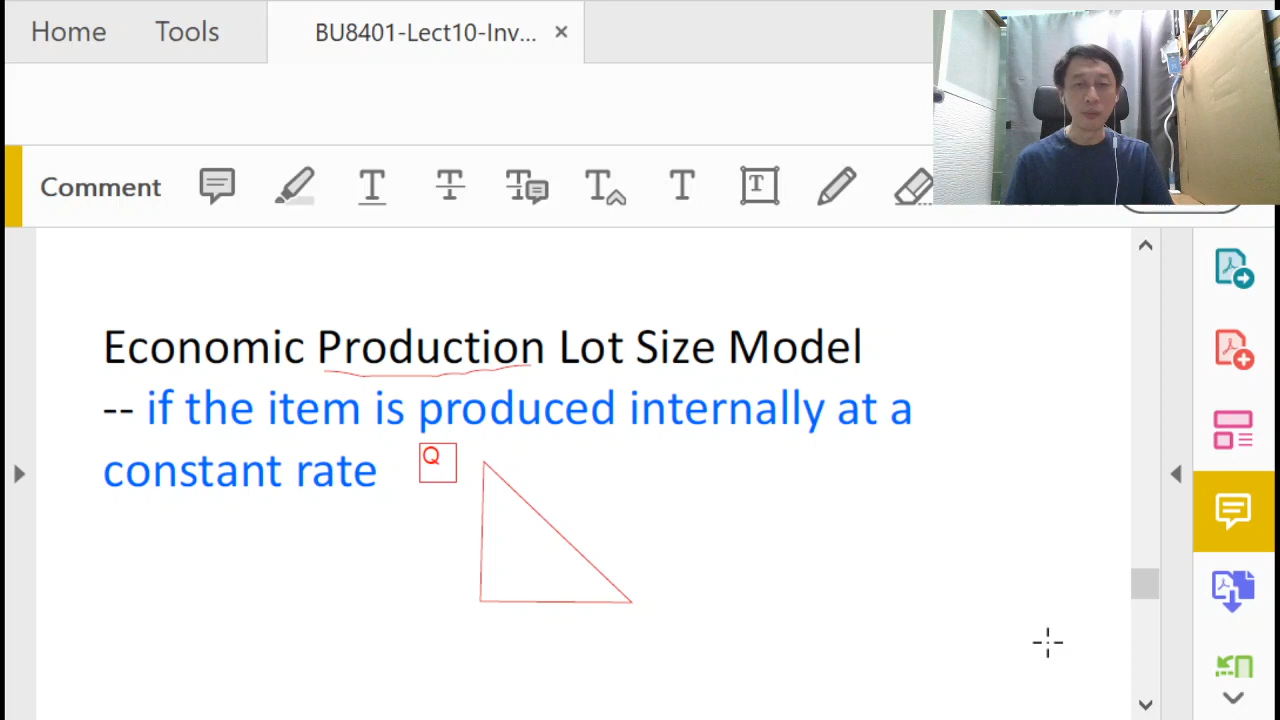 Home Tools BU8401-Lect10-Inv... ×
Comment
Economic Production Lot Size Model
-- if the item is produced internally at a
constant rate
Q